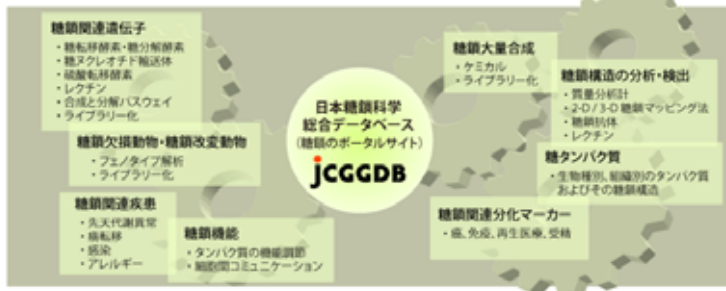 糖鎖関連遺伝子
・糖転移酵素・糖分解酵素
・糖ヌクレオチド輸送体
・硫酸転移酵素
・レクチン
・合成と分解パスウェイ
・ライブラリー化
糖鎖欠損動物・糖鎖改変動物
・フェノタイプ解析
・ライブラリー化
糖鎖関連疾患
・先天代謝異常
・癌転移
・感染
・アレルギー
糖鎖機能
・タンパク質の機能調節
・細胞間コミュニケーション
日本糖鎖科学
総合データベース
(糖鎖のポータルサイト)
jCGGDB
糖鎖大量合成
・ケミカル
・ライブラリー化
糖鎖構造の分析・検出
・質量分析計
・2-D / 3-D 糖鎖マッピング法
・糖鎖抗体
・レクチン
糖タンパク質
・生物種別、組織別のタンパク質
およびその糖鎖構造
糖鎖関連分化マーカー
・癌、免疫、再生医療、受精